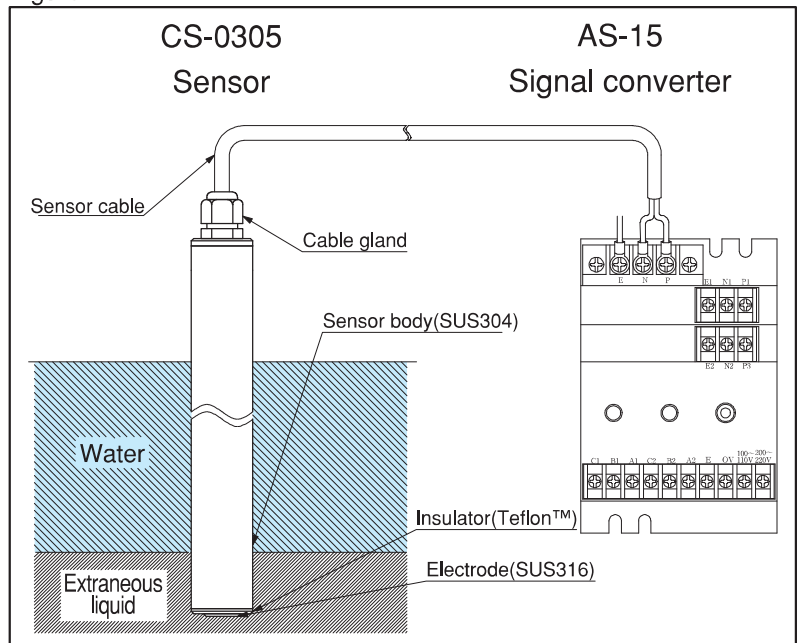 CS-0305
Sensor
AS-15
Signal converter
Sensor cable
Cable gland
E N P
E1 N1 P1
Sensor body(SUS304)
E2 N2 P3
Water
C1 B1 A1 C2 B2 A2 E OV 100~110V 200~220V
Insulator(Teflon™)
Electrode(SUS316)
Extraneous
liquid